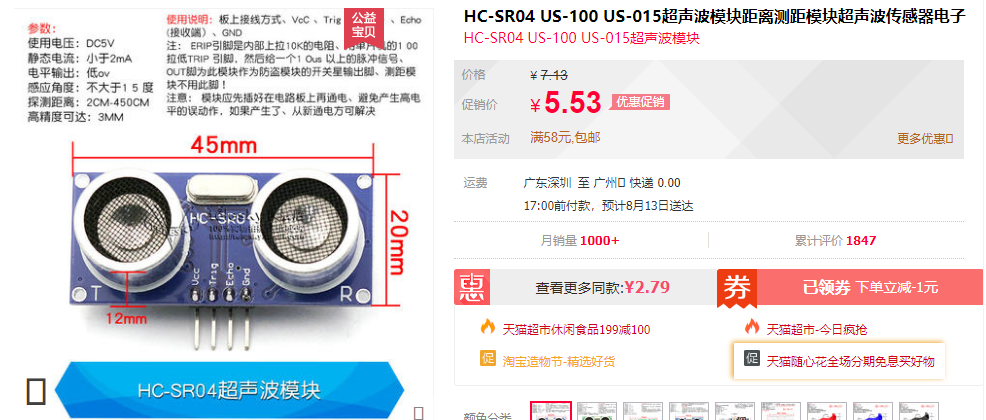 参数:
使用电压: DC5V
静态电流: 小于2mA
电平输出: 低ov
感应角度: 不大于1 5 度
探测距离: 2CM-450CM
高精度可达: 3MM
使用说明: 板上接线方式、VcC 、Trig
、Echo
(接收端) 、GND
公益
宝贝
注: ERIP引脚是内部上拉10K的电阻、
的1 00
拉低TRIP 引脚, 然后给一个1 0us 以上的脉冲信号、
OUT脚为此模块作为防盗模块的开关星输出脚、测距模
块不用此脚!
注意: 模块应先插好在电路板上再通电、避免产生高电
平的误动作, 如果产生了、从新通电方可解决
45mm
20mm
HC-SR04
Vcc
Trig
Echo
Gnd
T
R
12mm
HC-SR04超声波模块
HC-SR04 US-100 US-015超声波模块距离测距模块超声波传感器电子
HC-SR04 US-100 US-015超声波模块
价格
¥7.13
促销价
¥5.53
优惠促销
本店活动
满58元,包邮
更多优惠
运费
广东深圳 至 广州 快递 0.00
17:00前付款，预计8月13日送达
月销量 1000+
累计评价 1847
惠
查看更多同款:¥2.79
券
已领券 下单立减-1元
天猫超市休闲食品199减100
天猫超市-今日疯抢
促
淘宝造物节-精选好货
促
天猫随心花全场分期免息买好物
颜色分类